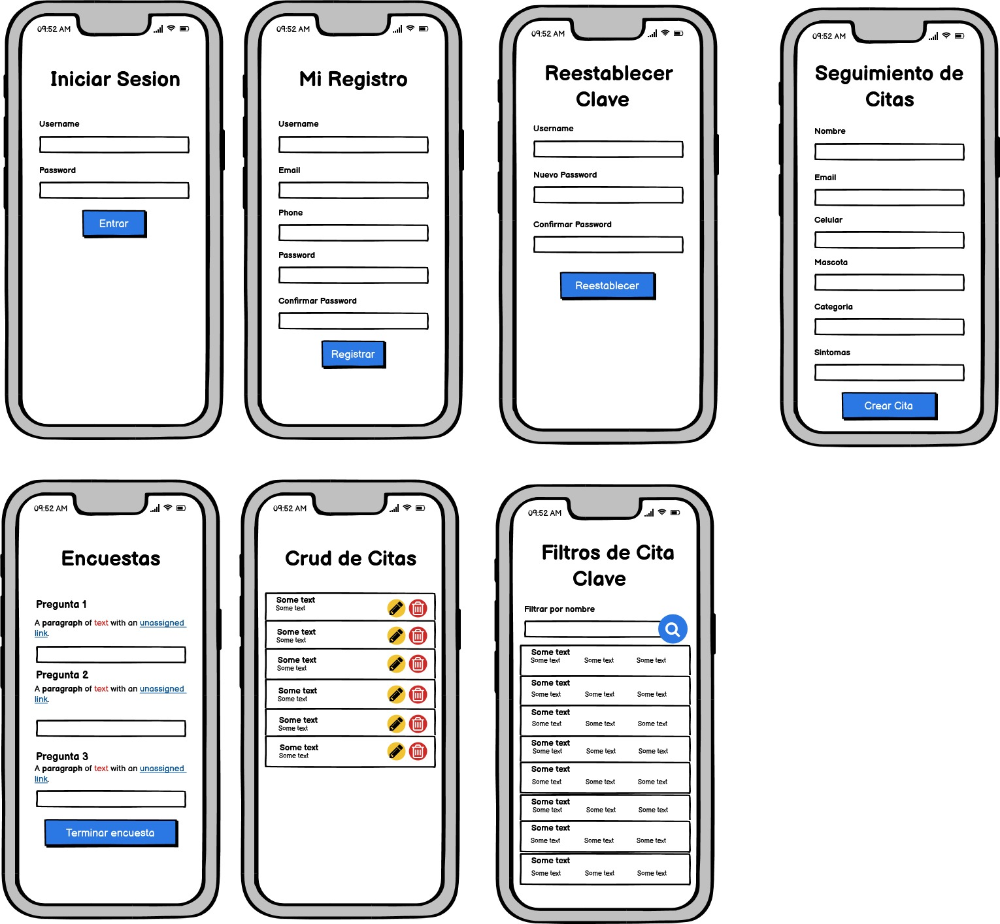 09:52 AM
Iniciar Sesion
Username
Password
Entrar
09:52 AM
Mi Registro
Username
Email
Phone
Password
Confirmar Password
Registrar
09:52 AM
Reestablecer
Clave
Username
Nuevo Password
Confirmar Password
Reestablecer
09:52 AM
Seguimiento de
Citas
Nombre
Email
Celular
Mascota
Categoria
Sintomas
Crear Cita
09:52 AM
Encuestas
Pregunta 1
A paragraph of text with an unassigned
link.
Pregunta 2
A paragraph of text with an unassigned
link.
Pregunta 3
A paragraph of text with an unassigned
link.
Terminar encuesta
09:52 AM
Crud de Citas
Some text
Some text
Some text
Some text
Some text
Some text
Some text
Some text
Some text
Some text
Some text
Some text
09:52 AM
Filtros de Cita
Clave
Filtrar por nombre
Some text
Some text Some text Some text
Some text
Some text Some text Some text
Some text
Some text Some text Some text
Some text
Some text Some text Some text
Some text
Some text Some text Some text
Some text
Some text Some text Some text
Some text
Some text Some text Some text
Some text
Some text Some text Some text